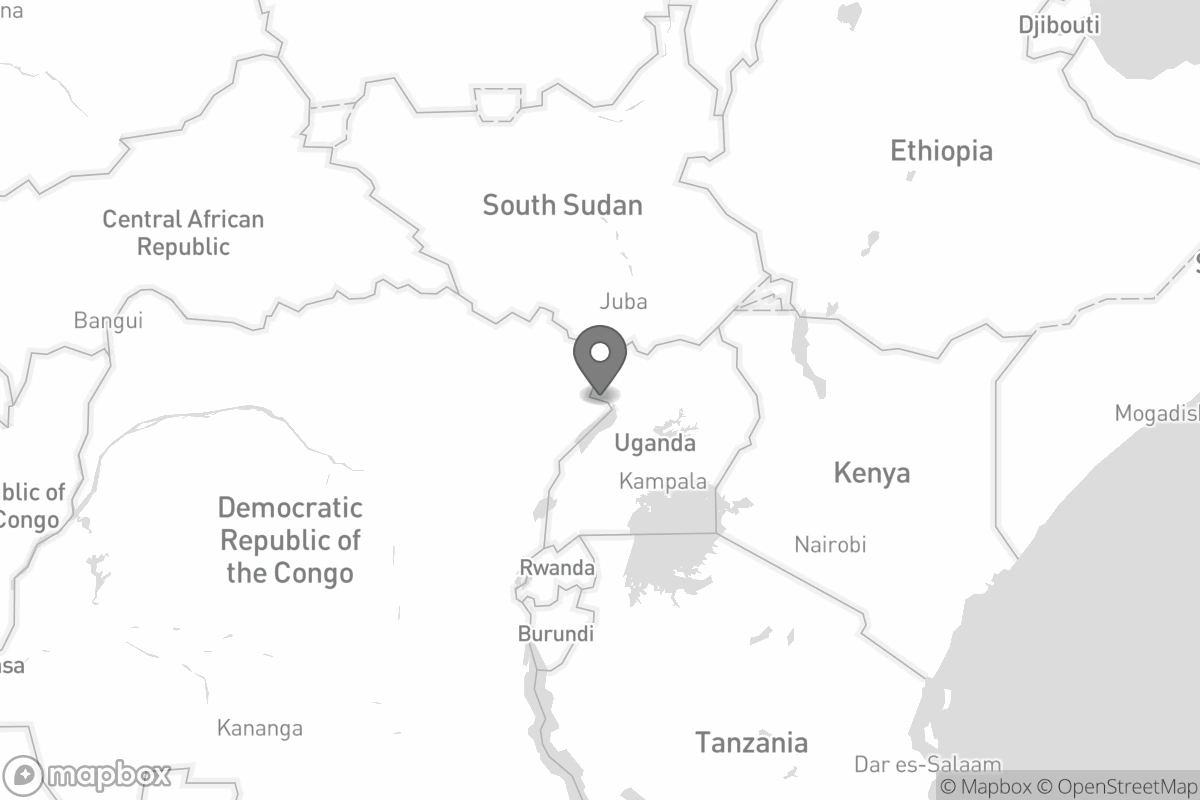 na
Djibouti
Ethiopia
South Sudan
Central African
Republic
S
Juba
Bangui
Mogadish
Uganda
Kampala
Kenya
blic of
Congo
Democratic
Republic of
the Congo
Nairobi
Rwanda
Burundi
asa
Kananga
Tanzania
Dar es-Salaam
mapbox
© Mapbox © OpenStreetMap